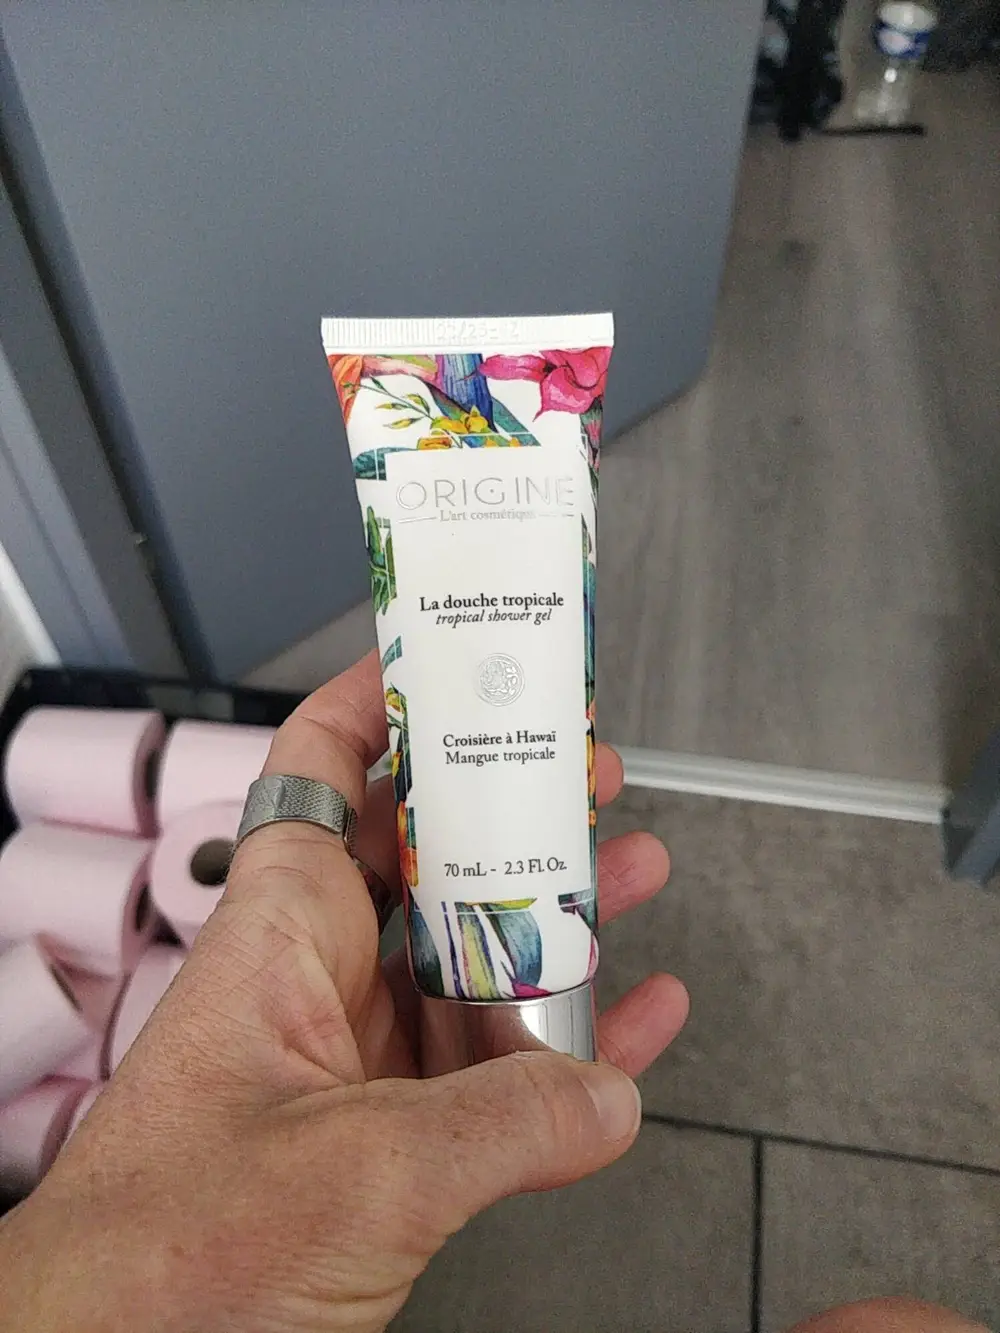 ORIGINE
L'art cosmétique
La douche tropicale
tropical shower gel
Croisière à Hawaï
Mangue tropicale
70 mL - 2.3 Fl. Oz.